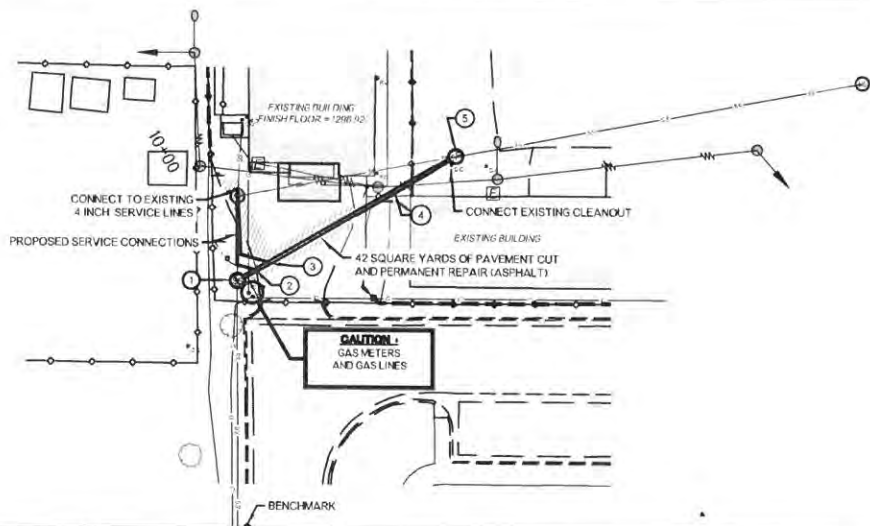 EXISTING BUILDING
FINISH FLOOR = 1286.92
10+00
5
CONNECT TO EXISTING
4 INCH SERVICE LINES
4
CONNECT EXISTING CLEANOUT
PROPOSED SERVICE CONNECTIONS
EXISTING BUILDING
3
42 SQUARE YARDS OF PAVEMENT CUT
AND PERMANENT REPAIR (ASPHALT)
1
2
CAUTION :
GAS METERS
AND GAS LINES
BENCHMARK